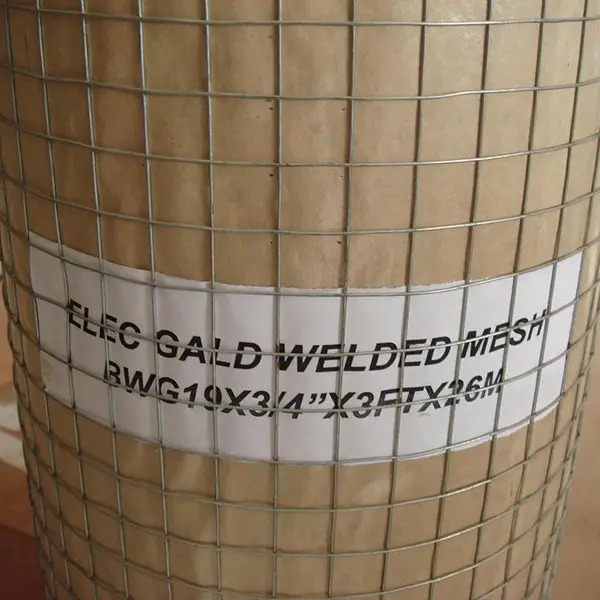 ELEC GALD WELDED MESH
BWG19X3/4”X3FTX26M